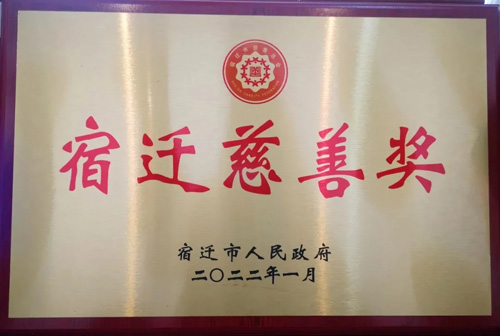 宿迁慈善奖
宿迁市人民政府
二〇二二年一月